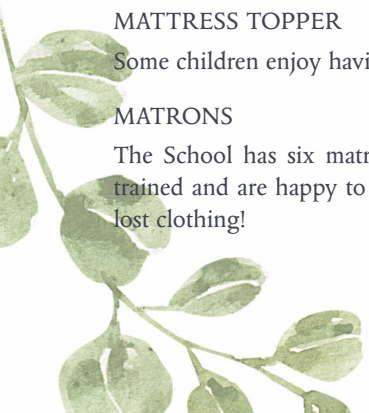 MATTRESS TOPPER
Some children enjoy havi
MATRONS
The School has six matr
trained and are happy to
lost clothing!